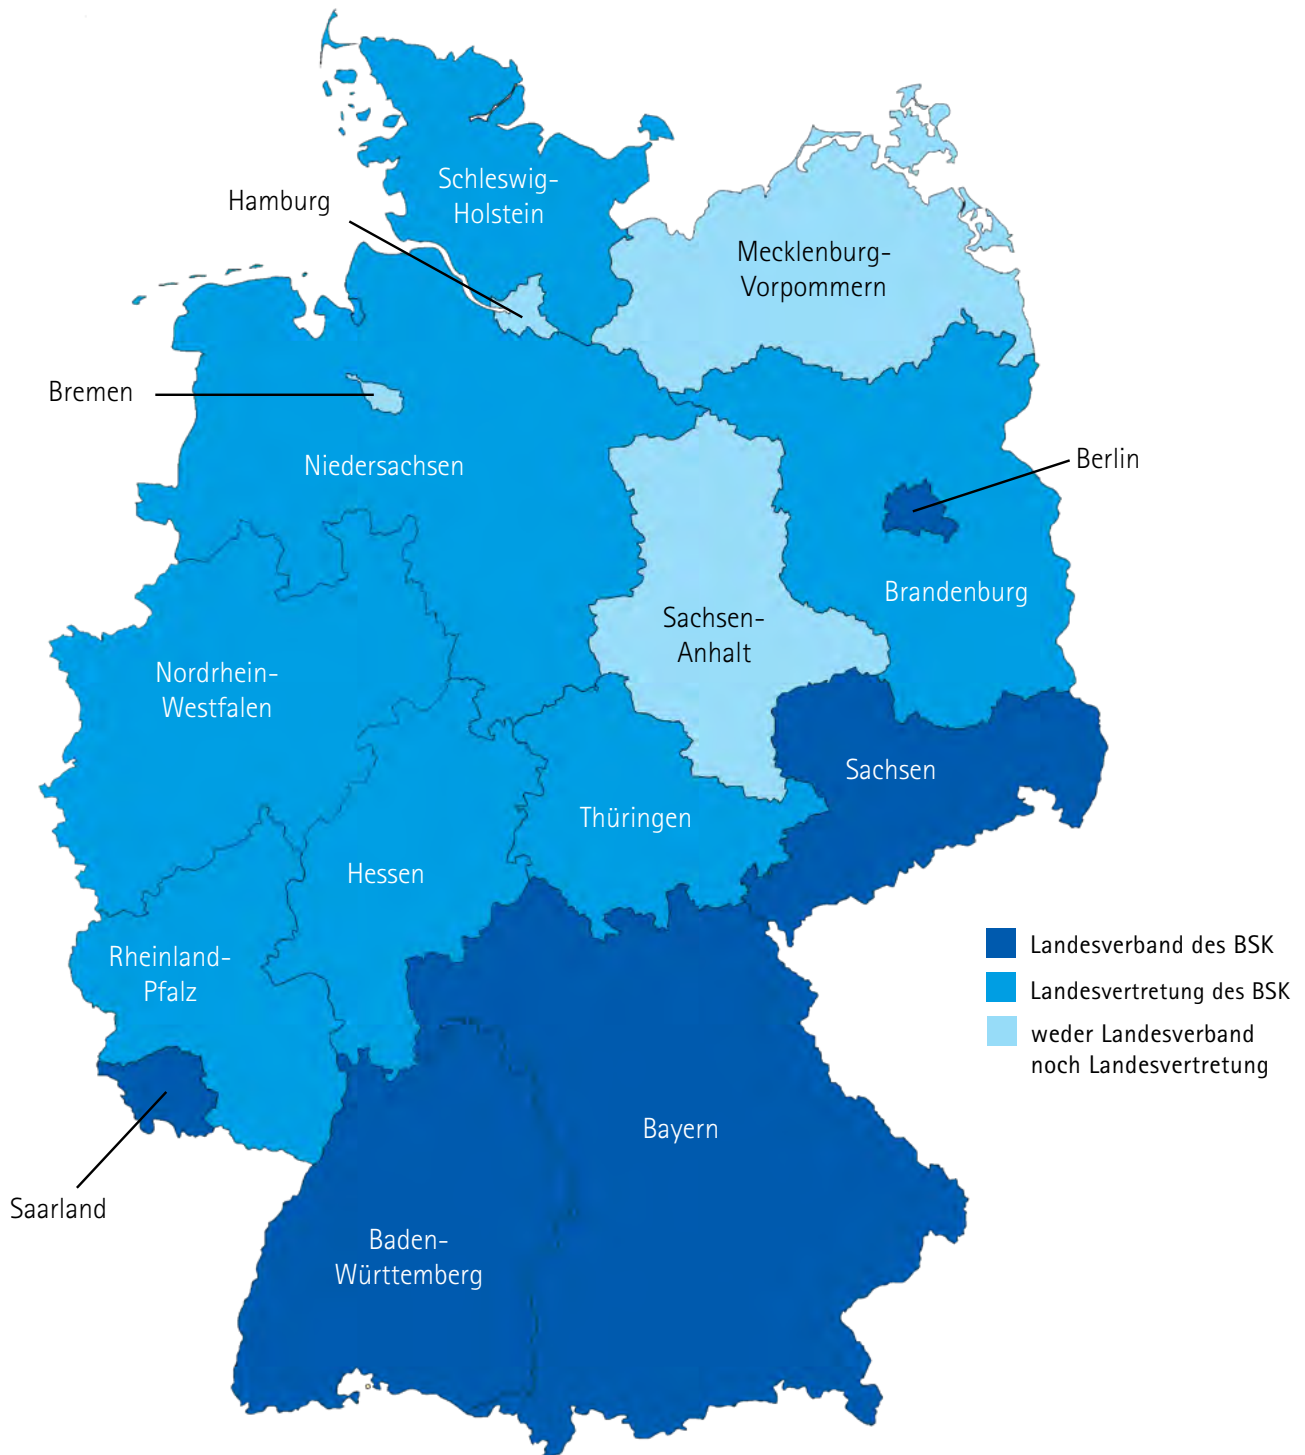 Schleswig-
Holstein
Hamburg
Mecklenburg-
Vorpommern
Bremen
Niedersachsen
Berlin
Brandenburg
Sachsen-
Anhalt
Nordrhein-
Westfalen
Sachsen
Thüringen
Hessen
Rheinland-
Pfalz
Landesverband des BSK
Landesvertretung des BSK
weder Landesverband
noch Landesvertretung
Bayern
Saarland
Baden-
Württemberg